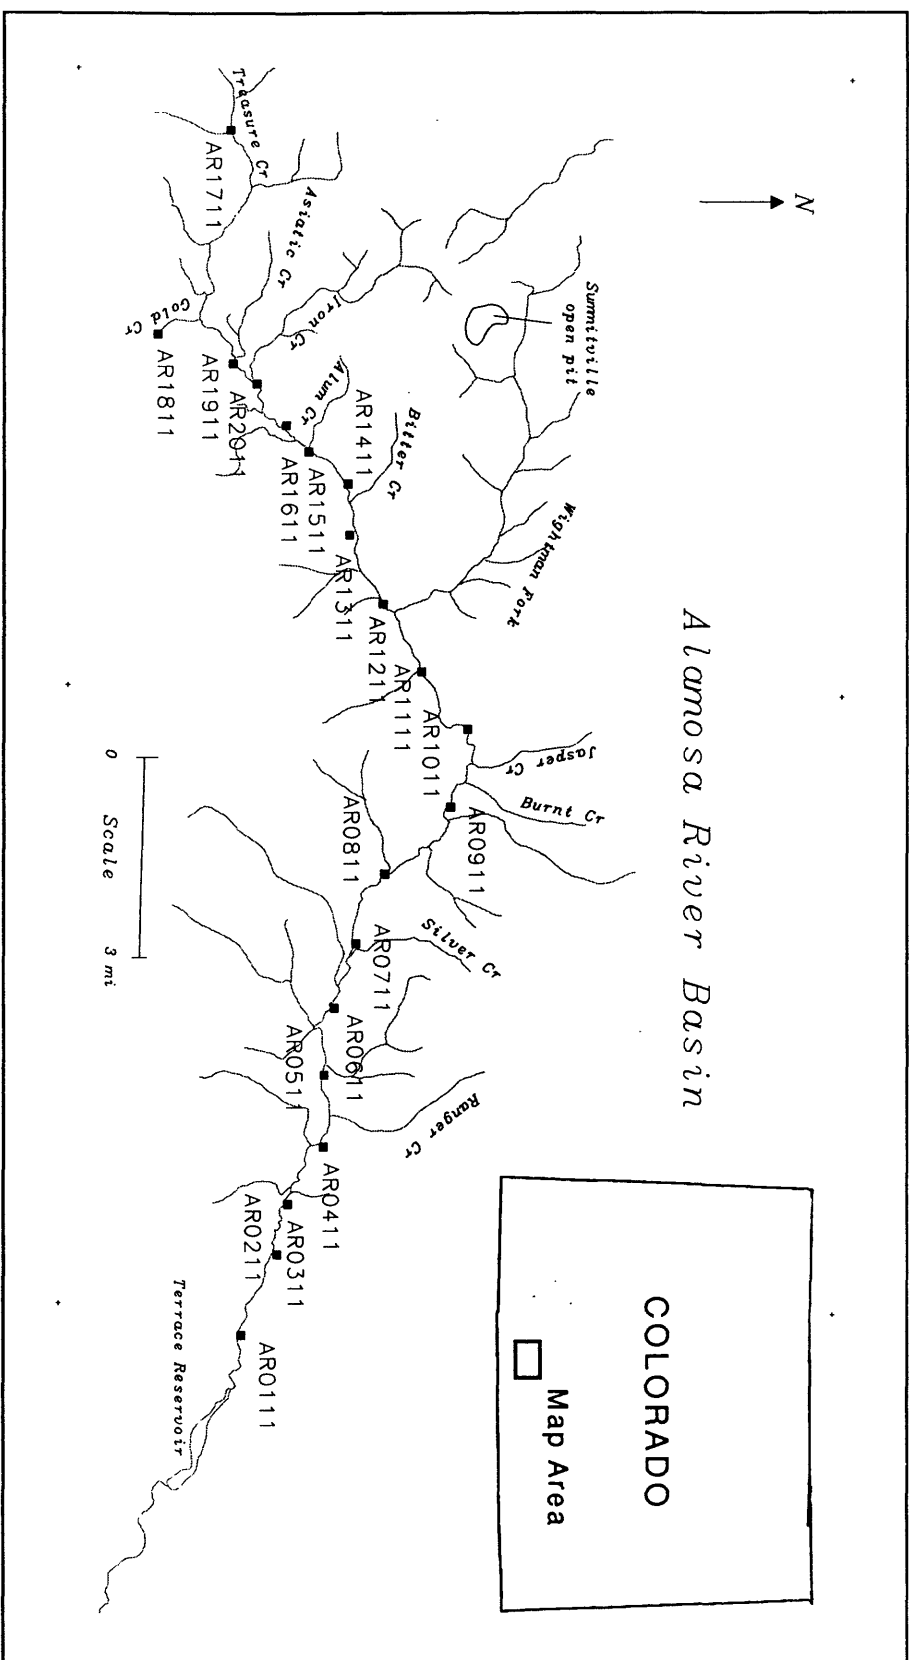 Alamosa River Basin
N
COLORADO
Map Area
Summitville
open pit
Wightman Fork
Treasure Cr
Asiatic Cr
Iron Cr
Gold
Cr
Alum Cr
Bitter Cr
Jasper Cr
Burnt Cr
Silver Cr
Ranger Cr
Terrace Reservoir
AR1711
AR1811
AR1911
AR2011
AR1611
AR1511
AR1411
AR1311
AR1211
AR1111
AR1011
AR0911
AR0811
AR0711
AR0611
AR0511
AR0411
AR0311
AR0211
AR0111
0
Scale
3 mi